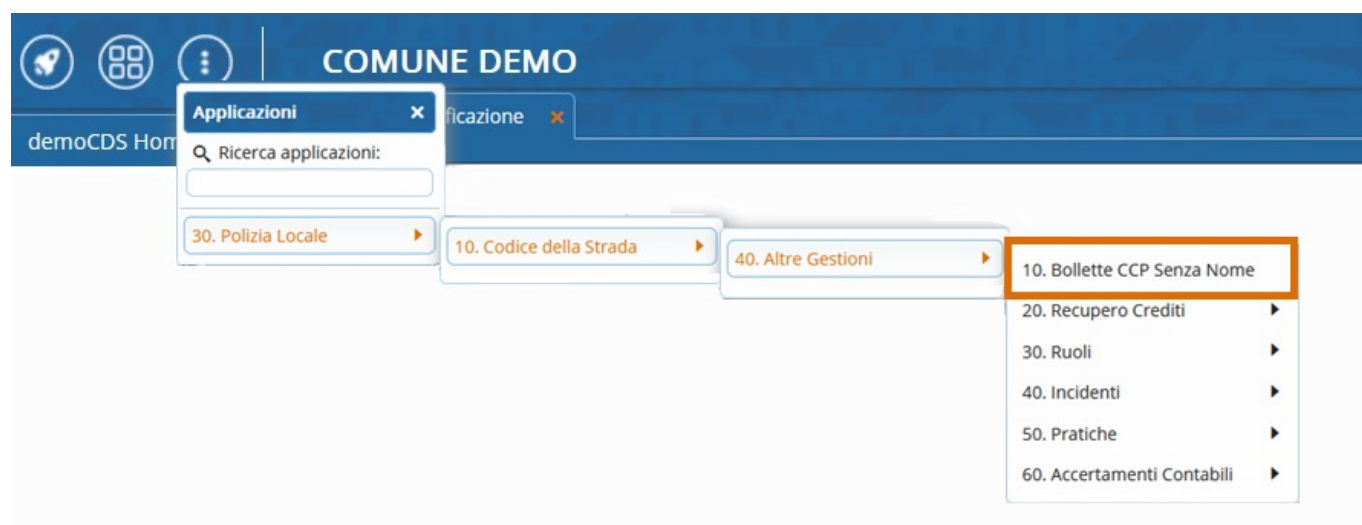 COMUNE DEMO
Applicazioni
ficazione
demoCDS Hom
Ricerca applicazioni:
30. Polizia Locale
10. Codice della Strada
40. Altre Gestioni
10. Bollette CCP Senza Nome
20. Recupero Crediti
30. Ruoli
40. Incidenti
50. Pratiche
60. Accertamenti Contabili